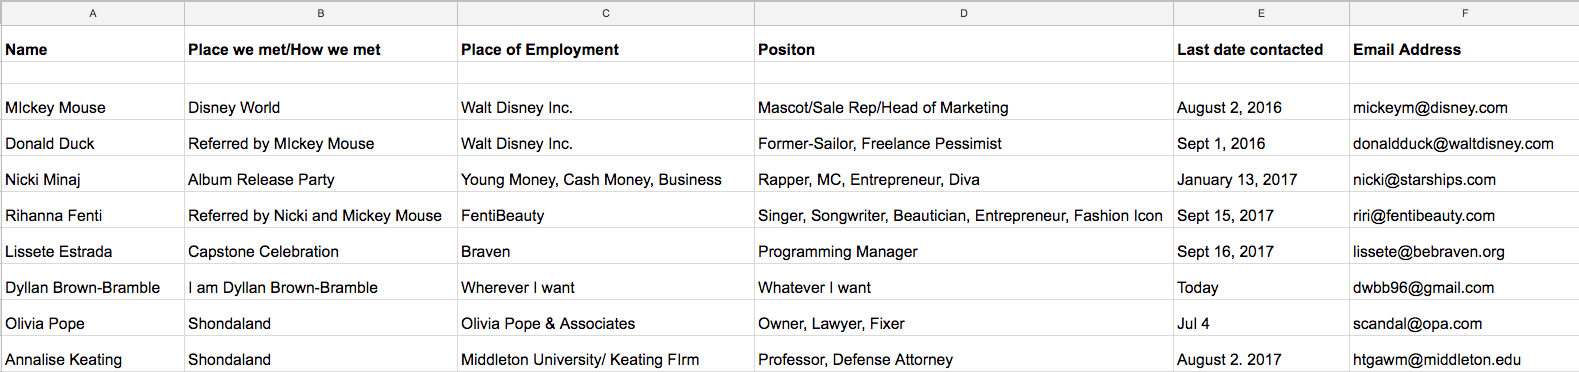 A B C D E F
Name Place we met/How we met Place of Employment Positon Last date contacted Email Address
MIckey Mouse Disney World Walt Disney Inc. Mascot/Sale Rep/Head of Marketing August 2, 2016 mickeym@disney.com
Donald Duck Referred by MIckey Mouse Walt Disney Inc. Former-Sailor, Freelance Pessimist Sept 1, 2016 donaldduck@waltdisney.com
Nicki Minaj Album Release Party Young Money, Cash Money, Business Rapper, MC, Entrepreneur, Diva January 13, 2017 nicki@starships.com
Rihanna Fenti Referred by Nicki and Mickey Mouse FentiBeauty Singer, Songwriter, Beautician, Entrepreneur, Fashion Icon Sept 15, 2017 riri@fentibeauty.com
Lissete Estrada Capstone Celebration Braven Programming Manager Sept 16, 2017 lissete@bebraven.org
Dyllan Brown-Bramble I am Dyllan Brown-Bramble Wherever I want Whatever I want Today dwbb96@gmail.com
Olivia Pope Shondaland Olivia Pope & Associates Owner, Lawyer, Fixer Jul 4 scandal@opa.com
Annalise Keating Shondaland Middleton University/ Keating FIrm Professor, Defense Attorney August 2. 2017 htgawm@middleton.edu